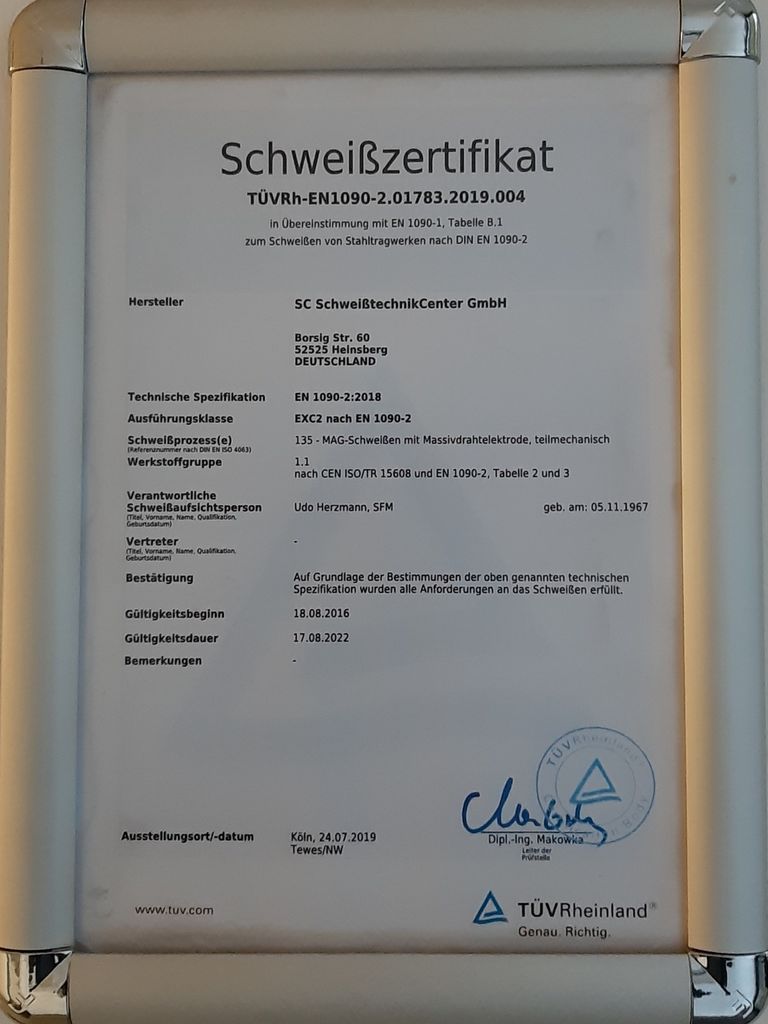 Schweißzertifikat
TÜVRh-EN1090-2.01783.2019.004
in Übereinstimmung mit EN 1090-1, Tabelle B.1
zum Schweißen von Stahltragwerken nach DIN EN 1090-2
Hersteller SC SchweißtechnikCenter GmbH
Borsig Str. 60
52525 Heinsberg
DEUTSCHLAND
Technische Spezifikation EN 1090-2:2018
Ausführungsklasse EXC2 nach EN 1090-2
Schweißprozess(e) 135 - MAG-Schweißen mit Massivdrahtelektrode, teilmechanisch
(Referenznummer nach DIN EN ISO 4063)
Werkstoffgruppe 1.1
nach CEN ISO/TR 15608 und EN 1090-2, Tabelle 2 und 3
Verantwortliche
Schweißaufsichtsperson Udo Herzmann, SFM geb. am: 05.11.1967
(Titel, Vorname, Name, Qualifikation,
Geburtsdatum)
Vertreter -
(Titel, Vorname, Name, Qualifikation,
Geburtsdatum)
Bestätigung Auf Grundlage der Bestimmungen der oben genannten technischen
Spezifikation wurden alle Anforderungen an das Schweißen erfüllt.
Gültigkeitsbeginn 18.08.2016
Gültigkeitsdauer 17.08.2022
Bemerkungen -
TÜV Rheinland
Ausstellungsort/-datum Köln, 24.07.2019
Tewes/NW
Dipl.-Ing. Makowka
Leiter der
Prüfstelle
www.tuv.com
TÜVRheinland®
Genau. Richtig.